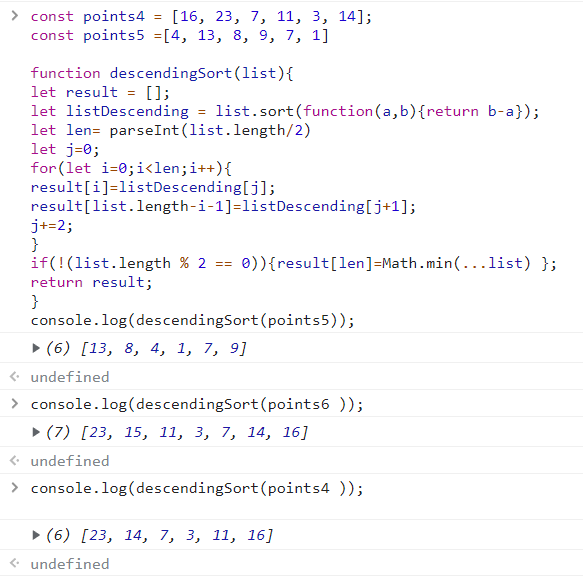 > const points4 = [16, 23, 7, 11, 3, 14];
const points5 =[4, 13, 8, 9, 7, 1]
function descendingSort(list){
let result = [];
let listDescending = list.sort(function(a,b){return b-a});
let len= parseInt(list.length/2)
let j=0;
for(let i=0;i<len;i++){
result[i]=listDescending[j];
result[list.length-i-1]=listDescending[j+1];
j+=2;
}
if(!(list.length % 2 == 0)){result[len]=Math.min(...list) };
return result;
}
console.log(descendingSort(points5));
▶ (6) [13, 8, 4, 1, 7, 9]
undefined
> console.log(descendingSort(points6 ));
▶ (7) [23, 15, 11, 3, 7, 14, 16]
undefined
> console.log(descendingSort(points4 ));
▶ (6) [23, 14, 7, 3, 11, 16]
undefined